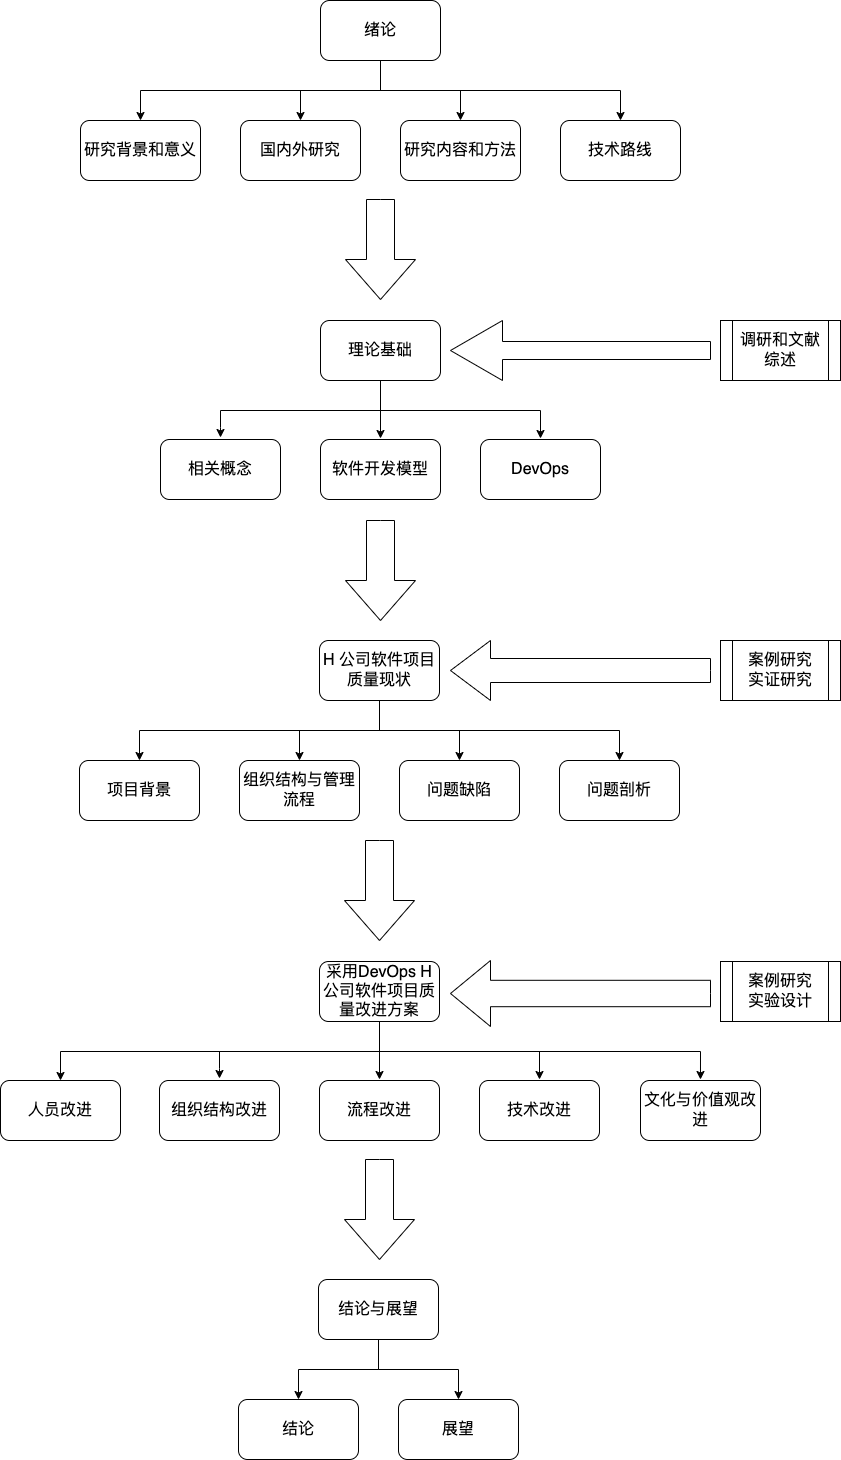 绪论
研究背景和意义
国内外研究
研究内容和方法
技术路线
理论基础
调研和文献
综述
相关概念
软件开发模型
DevOps
H 公司软件项目
质量现状
案例研究
实证研究
项目背景
组织结构与管理
流程
问题缺陷
问题剖析
采用DevOps H
公司软件项目质
量改进方案
案例研究
实验设计
人员改进
组织结构改进
流程改进
技术改进
文化与价值观改
进
结论与展望
结论
展望